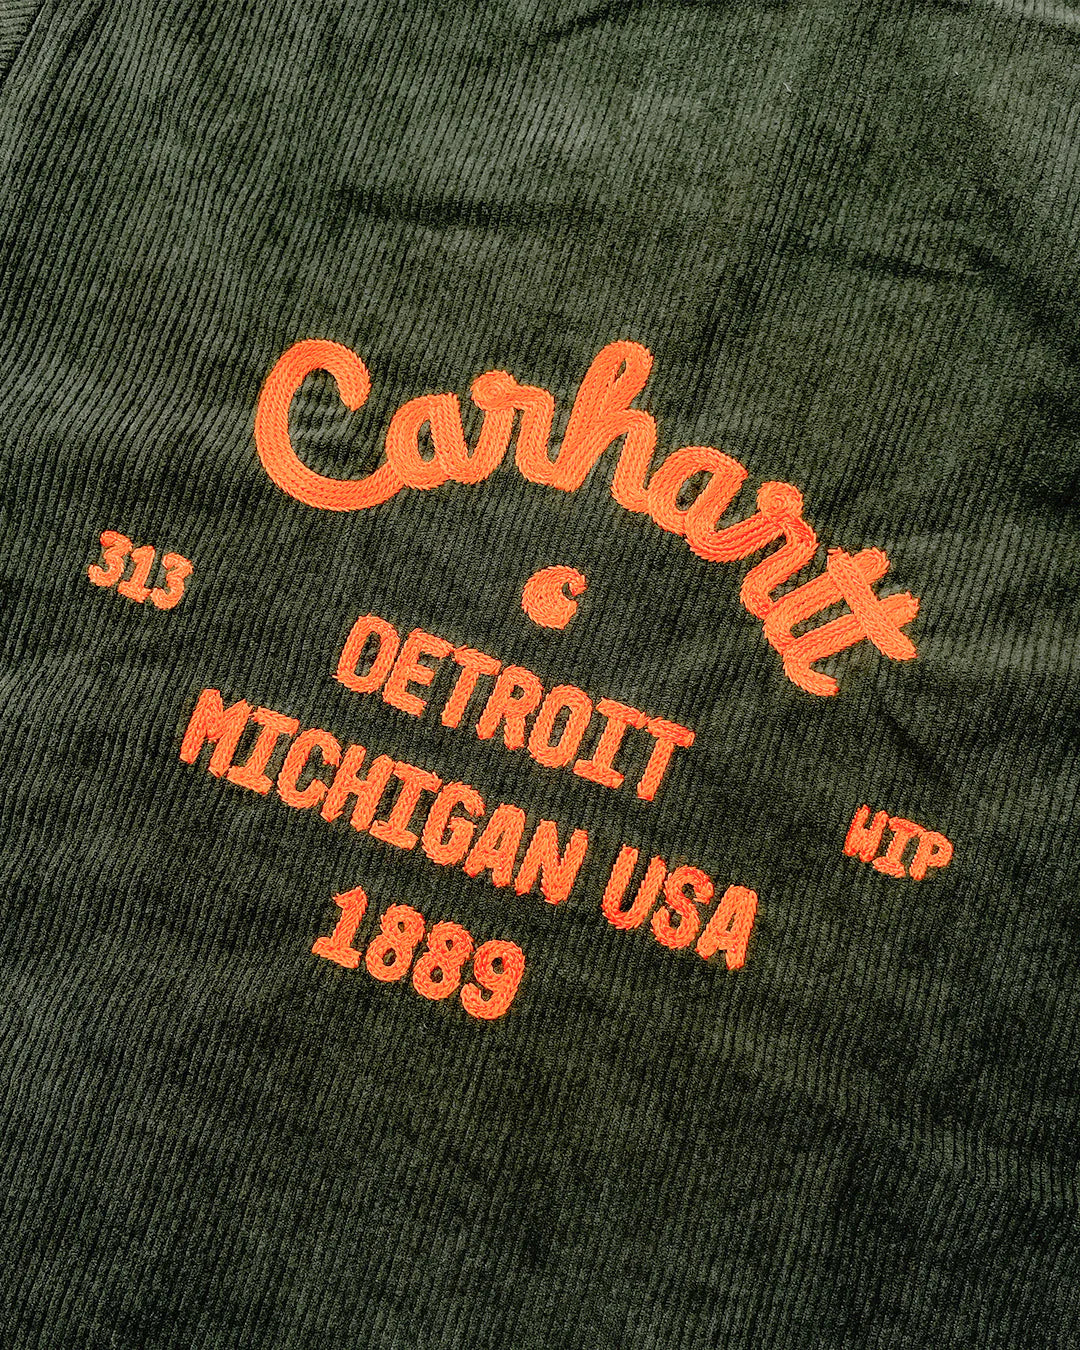 Carhartt
313
DETROIT
MICHIGAN USA
WIP
1889